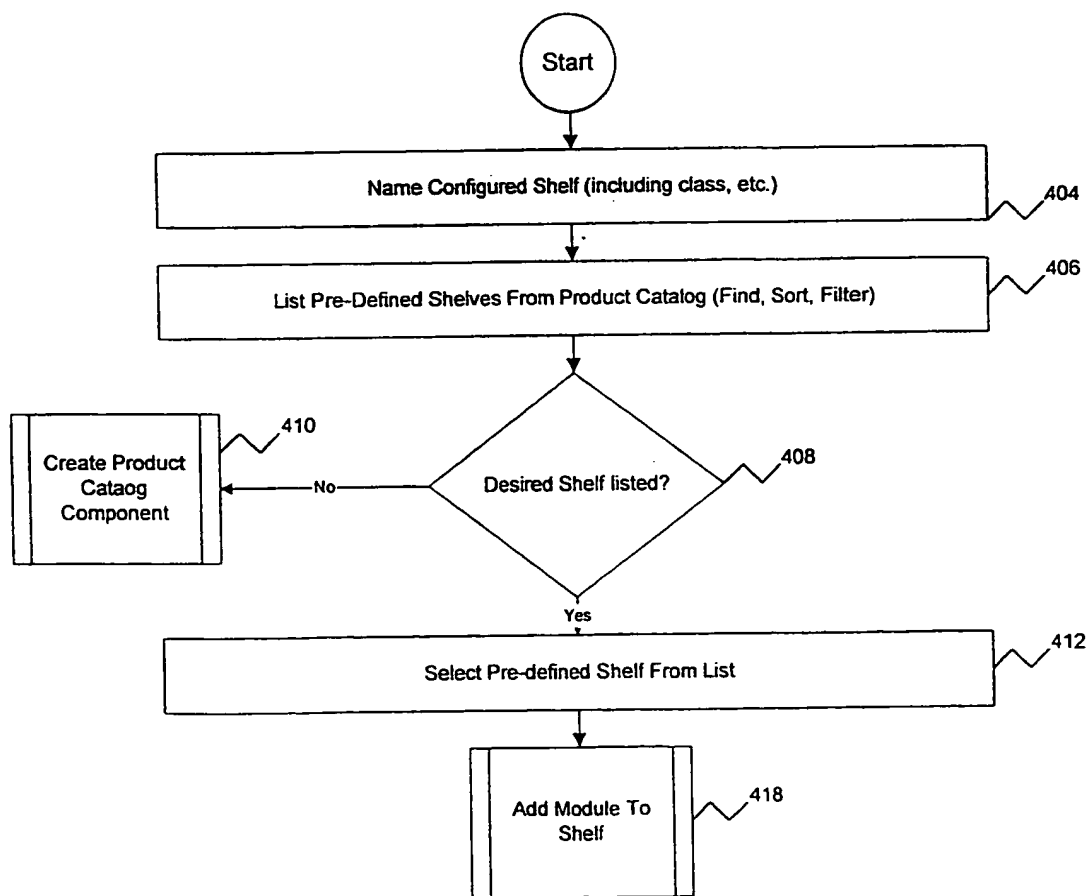 Start
Name Configured Shelf (including class, etc.)
404
List Pre-Defined Shelves From Product Catalog (Find, Sort, Filter)
406
Desired Shelf listed?
408
No
410
Create Product
Cataog
Component
Yes
Select Pre-defined Shelf From List
412
Add Module To
Shelf
418